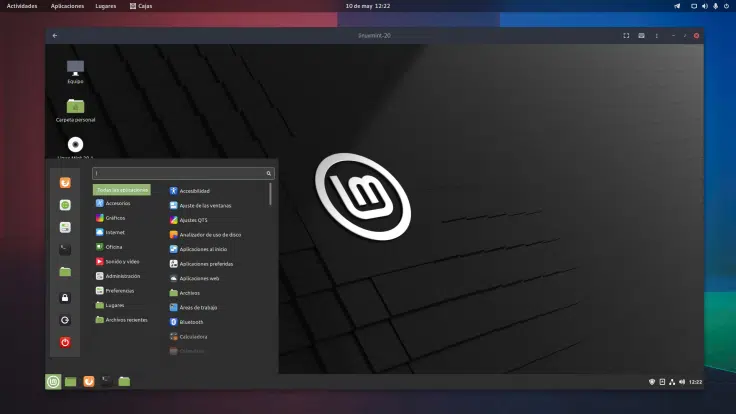 Actividades Aplicaciones Lugares Cajas 10 de may 12:22
linuxmint-20
Equipo
Carpeta personal
Linux Mint 20.1
Todas las aplicaciones
Accesorios
Gráficos
Internet
Oficina
Sonido y vídeo
Administración
Preferencias
Lugares
Archivos recientes
Accesibilidad
Ajuste de las ventanas
Ajustes QT5
Analizador de uso de disco
Aplicaciones al inicio
Aplicaciones preferidas
Aplicaciones web
Archivos
Áreas de trabajo
Bluetooth
Calculadora
12:22